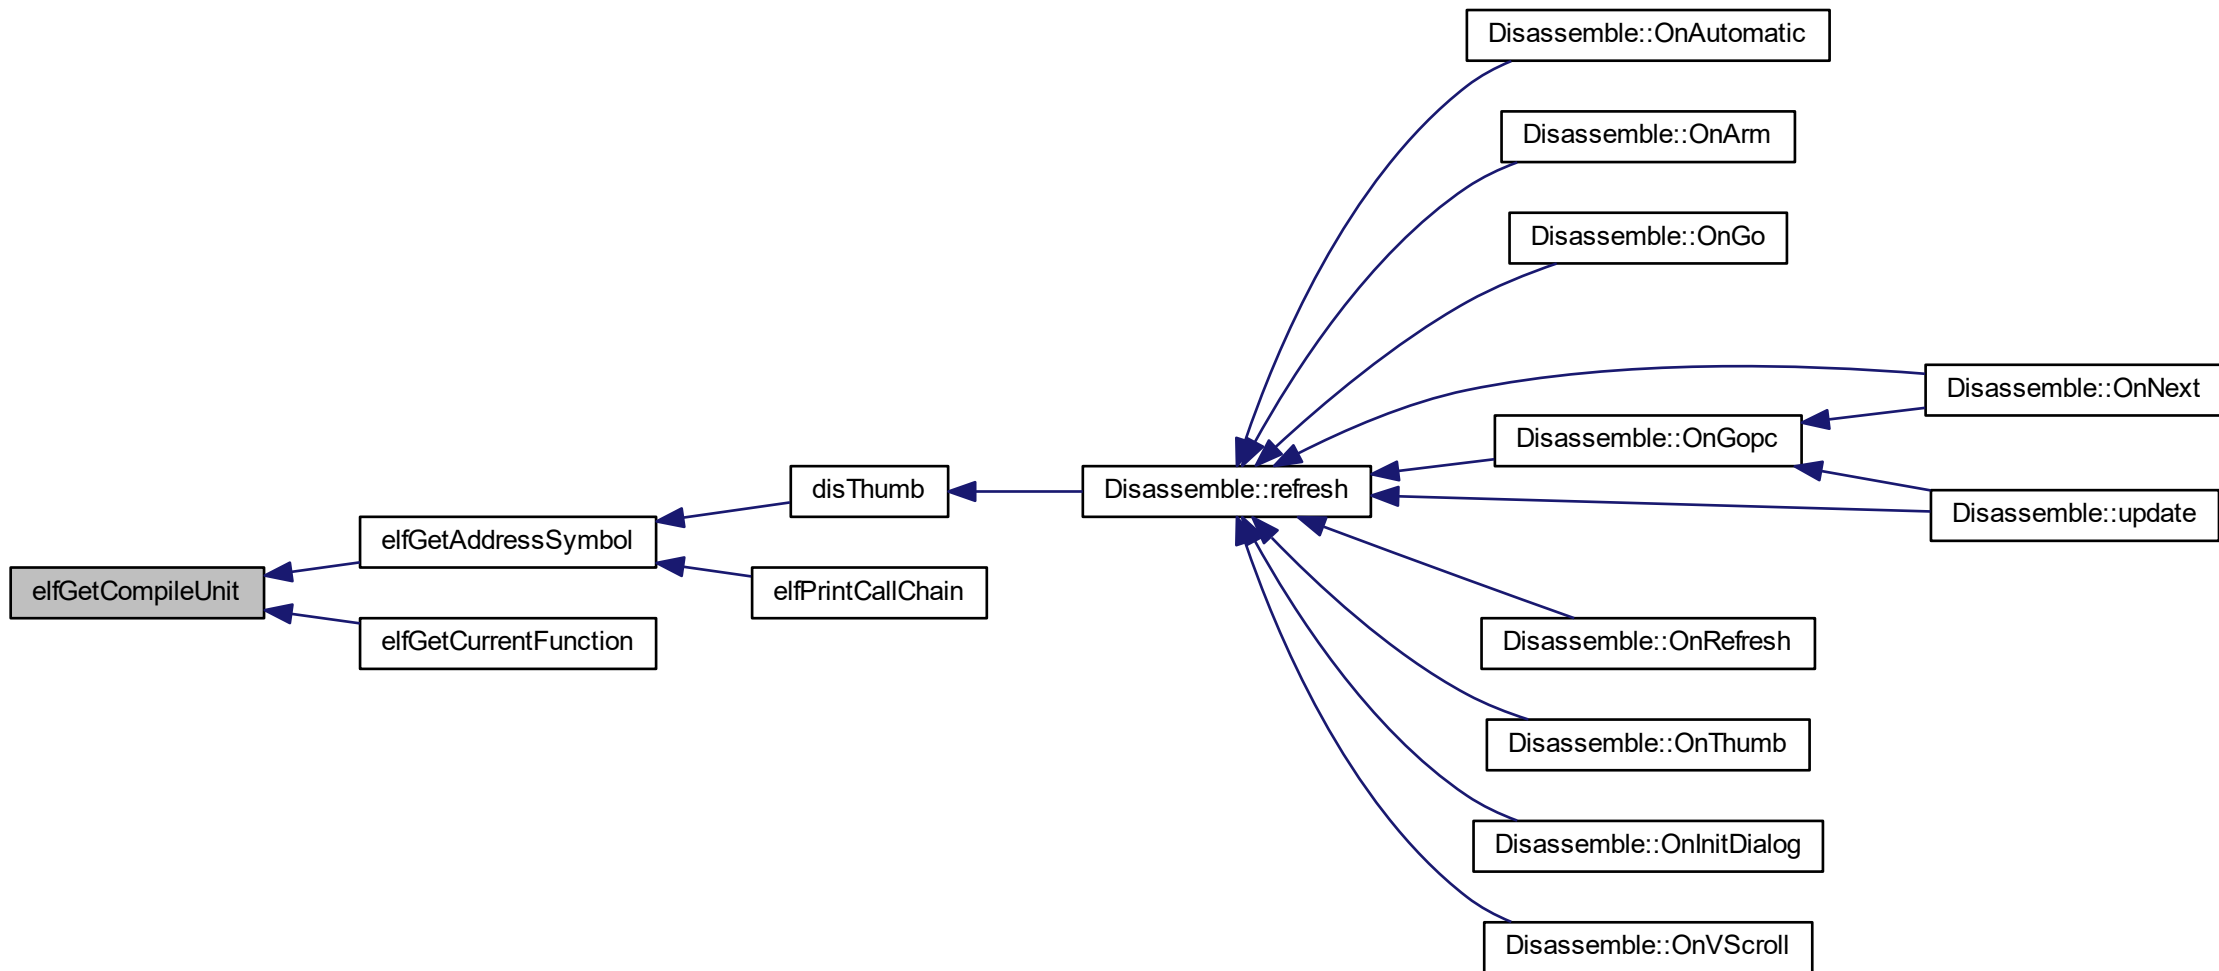 Disassemble::OnAutomatic
Disassemble::OnArm
Disassemble::OnGo
Disassemble::OnNext
Disassemble::OnGopc
disThumb
Disassemble::refresh
Disassemble::update
elfGetAddressSymbol
elfGetCompileUnit
elfPrintCallChain
elfGetCurrentFunction
Disassemble::OnRefresh
Disassemble::OnThumb
Disassemble::OnInitDialog
Disassemble::OnVScroll